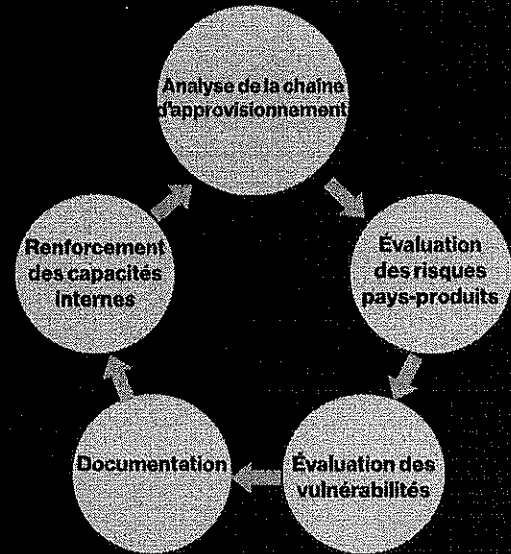 Analyse de la chaîne
d'approvisionnement
Évaluation
des risques
pays-produits
Évaluation des
vulnérabilités
Documentation
Renforcement
des capacités
internes